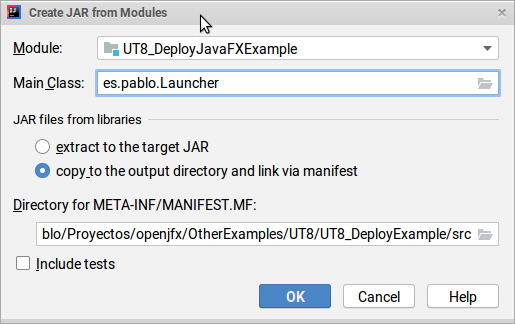 Create JAR from Modules
Module: UT8_DeployJavaFXExample
Main Class: es.pablo.Launcher
JAR files from libraries
extract to the target JAR
copy to the output directory and link via manifest
Directory for META-INF/MANIFEST.MF:
blo/Proyectos/openjfx/OtherExamples/UT8/UT8_DeployExample/src
Include tests
OK Cancel Help